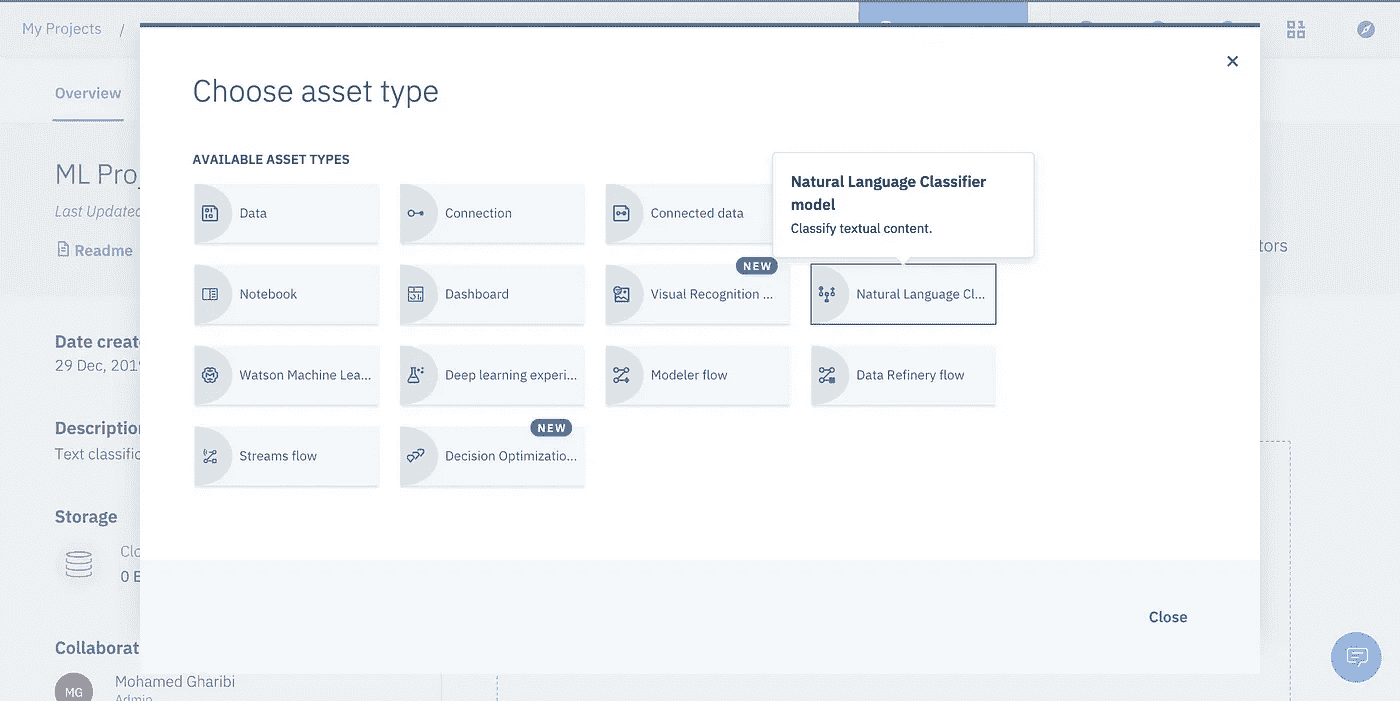 My Projects /
Overview
Choose asset type
AVAILABLE ASSET TYPES
Natural Language Classifier
model
Classify textual content.
Data
Connection
Connected data
NEW
Notebook
Dashboard
Visual Recognition ...
Natural Language Cl...
Watson Machine Lea...
Deep learning experi...
Modeler flow
Data Refinery flow
NEW
Streams flow
Decision Optimizatio...
Close
ML Proj
Last Updated
Readme
Date creat
29 Dec, 2019
Description
Text classific
Storage
Clo
0 B
Collaborat
MG
Mohamed Gharibi
Admin
tors